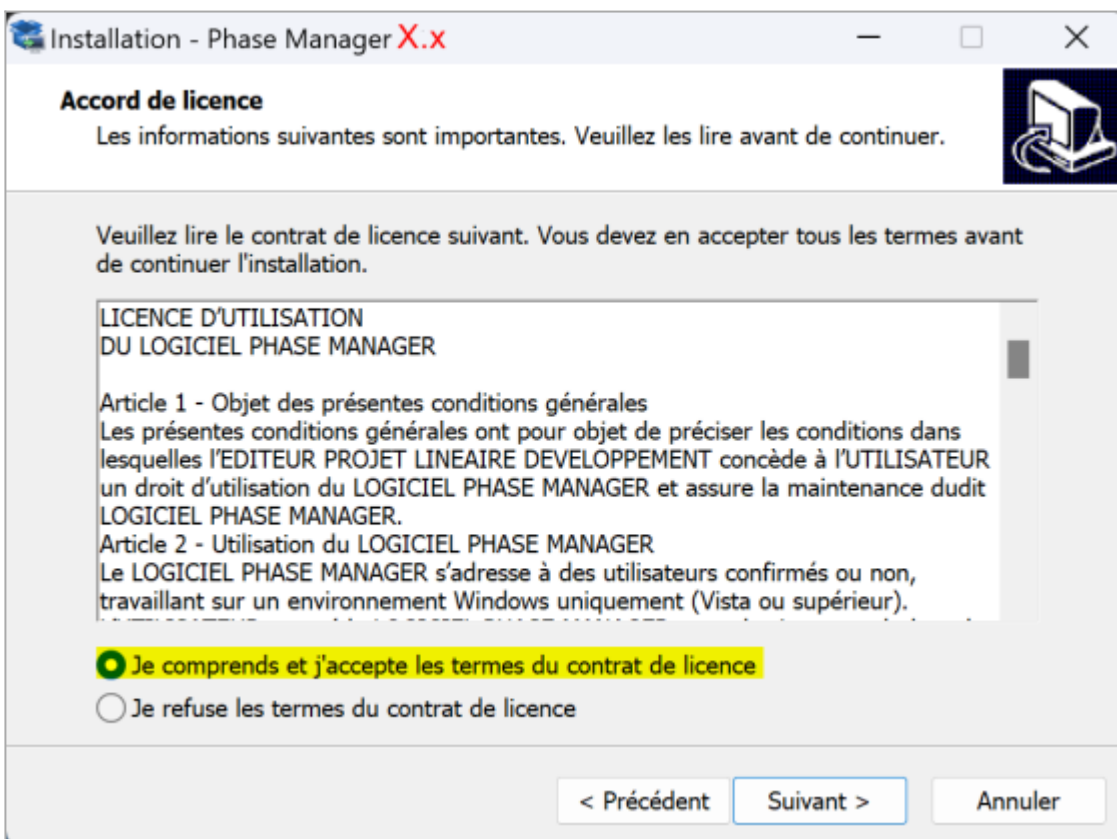 Installation - Phase Manager X.x
Accord de licence
Les informations suivantes sont importantes. Veuillez les lire avant de continuer.
Veuillez lire le contrat de licence suivant. Vous devez en accepter tous les termes avant
de continuer l'installation.
LICENCE D’UTILISATION
DU LOGICIEL PHASE MANAGER
Article 1 - Objet des présentes conditions générales
Les présentes conditions générales ont pour objet de préciser les conditions dans
lesquelles l’EDITEUR PROJET LINEAIRE DEVELOPPEMENT concède à l’UTILISATEUR
un droit d’utilisation du LOGICIEL PHASE MANAGER et assure la maintenance dudit
LOGICIEL PHASE MANAGER.
Article 2 - Utilisation du LOGICIEL PHASE MANAGER
Le LOGICIEL PHASE MANAGER s’adresse à des utilisateurs confirmés ou non,
travaillant sur un environnement Windows uniquement (Vista ou supérieur).
Je comprends et j'accepte les termes du contrat de licence
Je refuse les termes du contrat de licence
< Précédent
Suivant >
Annuler